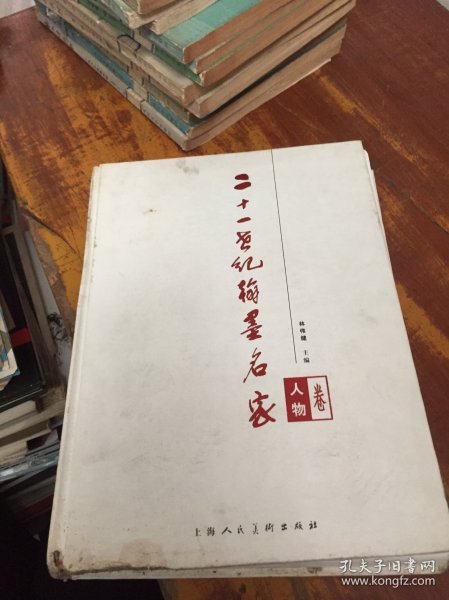 二十一世纪翰墨名家
林伟健 主编
人物
卷
上海人民美術出版社
孔夫子旧书网
www.kongfz.com